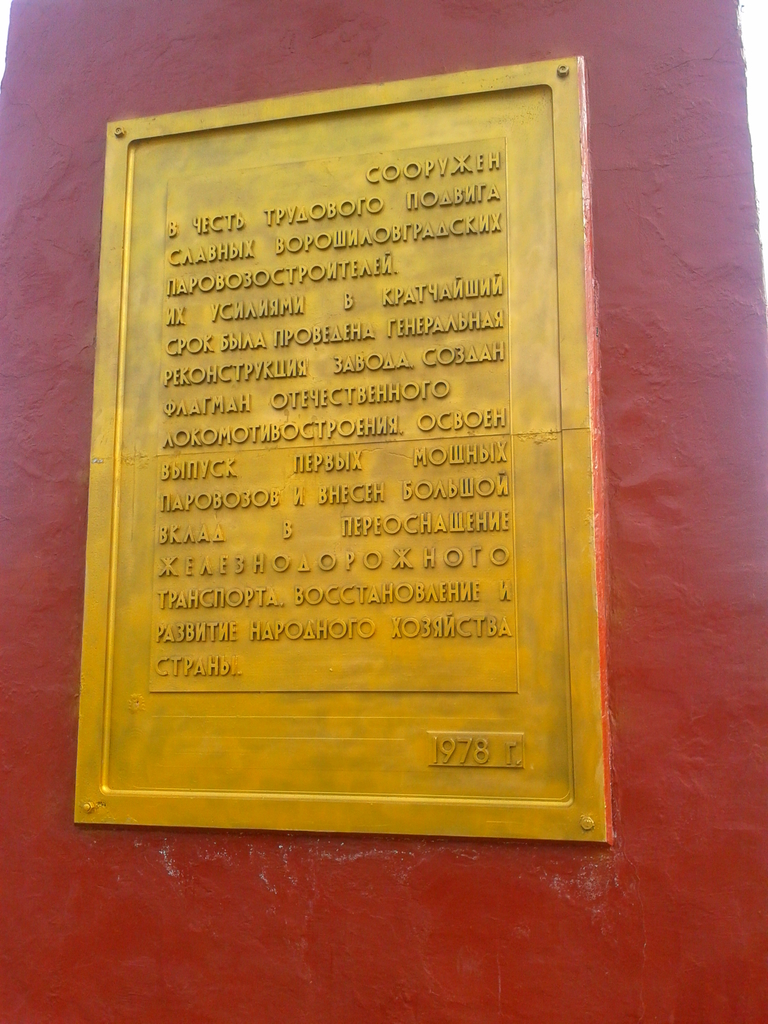 СООРУЖЕН
В ЧЕСТЬ ТРУДОВОГО ПОДВИГА
СЛАВНЫХ ВОРОШИЛОВГРАДСКИХ
ПАРОВОЗОСТРОИТЕЛЕЙ.
ИХ УСИЛИЯМИ В КРАТЧАЙШИЙ
СРОК БЫЛА ПРОВЕДЕНА ГЕНЕРАЛЬНАЯ
РЕКОНСТРУКЦИЯ ЗАВОДА, СОЗДАН
ФЛАГМАН ОТЕЧЕСТВЕННОГО
ЛОКОМОТИВОСТРОЕНИЯ, ОСВОЕН
ВЫПУСК ПЕРВЫХ МОЩНЫХ
ПАРОВОЗОВ И ВНЕСЕН БОЛЬШОЙ
ВКЛАД В ПЕРЕОСНАЩЕНИЕ
ЖЕЛЕЗНОДОРОЖНОГО
ТРАНСПОРТА, ВОССТАНОВЛЕНИЕ И
РАЗВИТИЕ НАРОДНОГО ХОЗЯЙСТВА
СТРАНЫ.
1978 г.